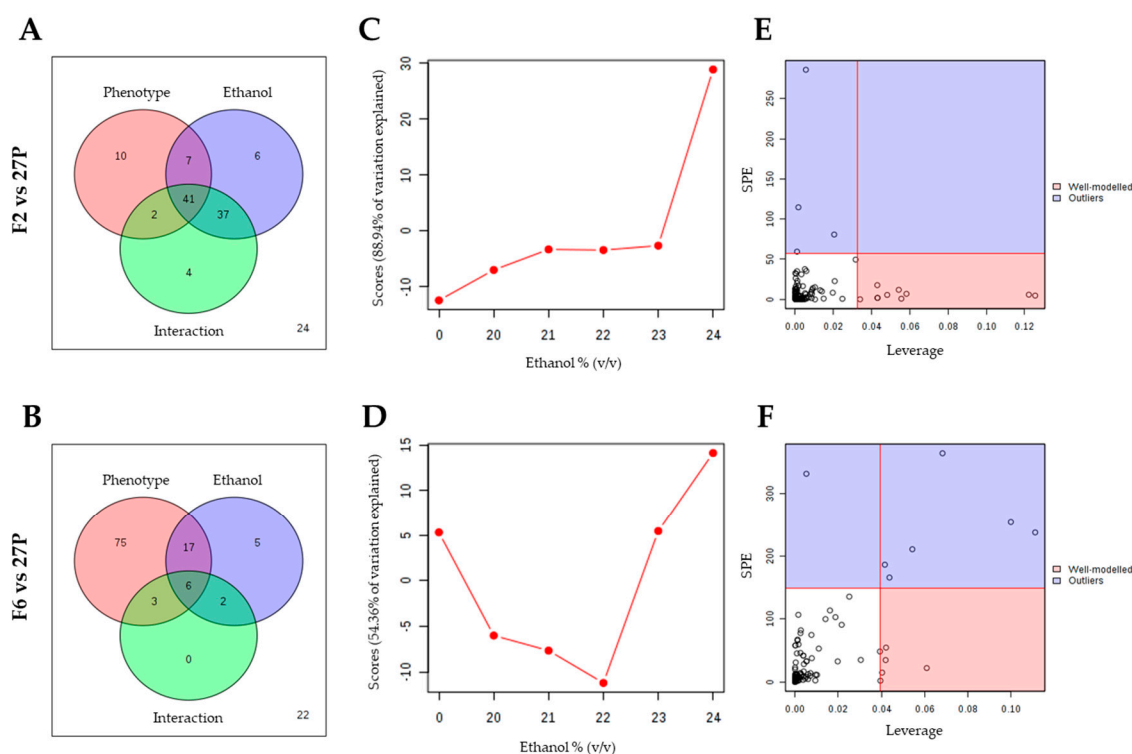 A
F2 vs 27P
Phenotype
Ethanol
10
7
6
41
2
37
4
Interaction
24
C
Scores (88.94% of variation explained)
30
20
10
0
-10
0 20 21 22 23 24
Ethanol % (v/v)
E
SPE
250
200
150
100
50
0
0.00 0.02 0.04 0.06 0.08 0.10 0.12
Leverage
Well-modelled
Outliers
B
F6 vs 27P
Phenotype
Ethanol
75
17
5
6
3
2
0
Interaction
22
D
Scores (54.36% of variation explained)
15
10
5
0
-5
-10
0 20 21 22 23 24
Ethanol % (v/v)
F
SPE
300
200
100
0
0.00 0.02 0.04 0.06 0.08 0.10
Leverage
Well-modelled
Outliers